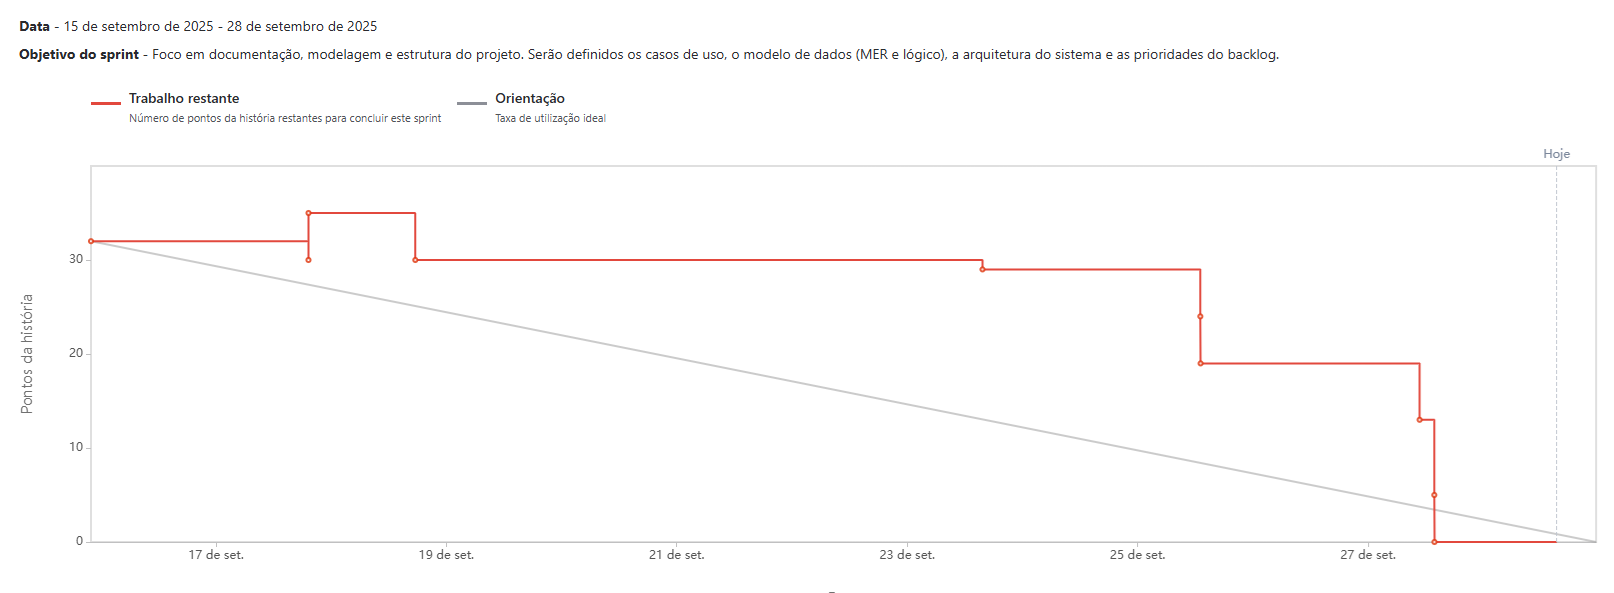 Data - 15 de setembro de 2025 - 28 de setembro de 2025
Objetivo do sprint - Foco em documentação, modelagem e estrutura do projeto. Serão definidos os casos de uso, o modelo de dados (MER e lógico), a arquitetura do sistema e as prioridades do backlog.
Trabalho restante
Número de pontos da história restantes para concluir este sprint
Orientação
Taxa de utilização ideal
Hoje
Pontos da história
30
20
10
0
17 de set.
19 de set.
21 de set.
23 de set.
25 de set.
27 de set.